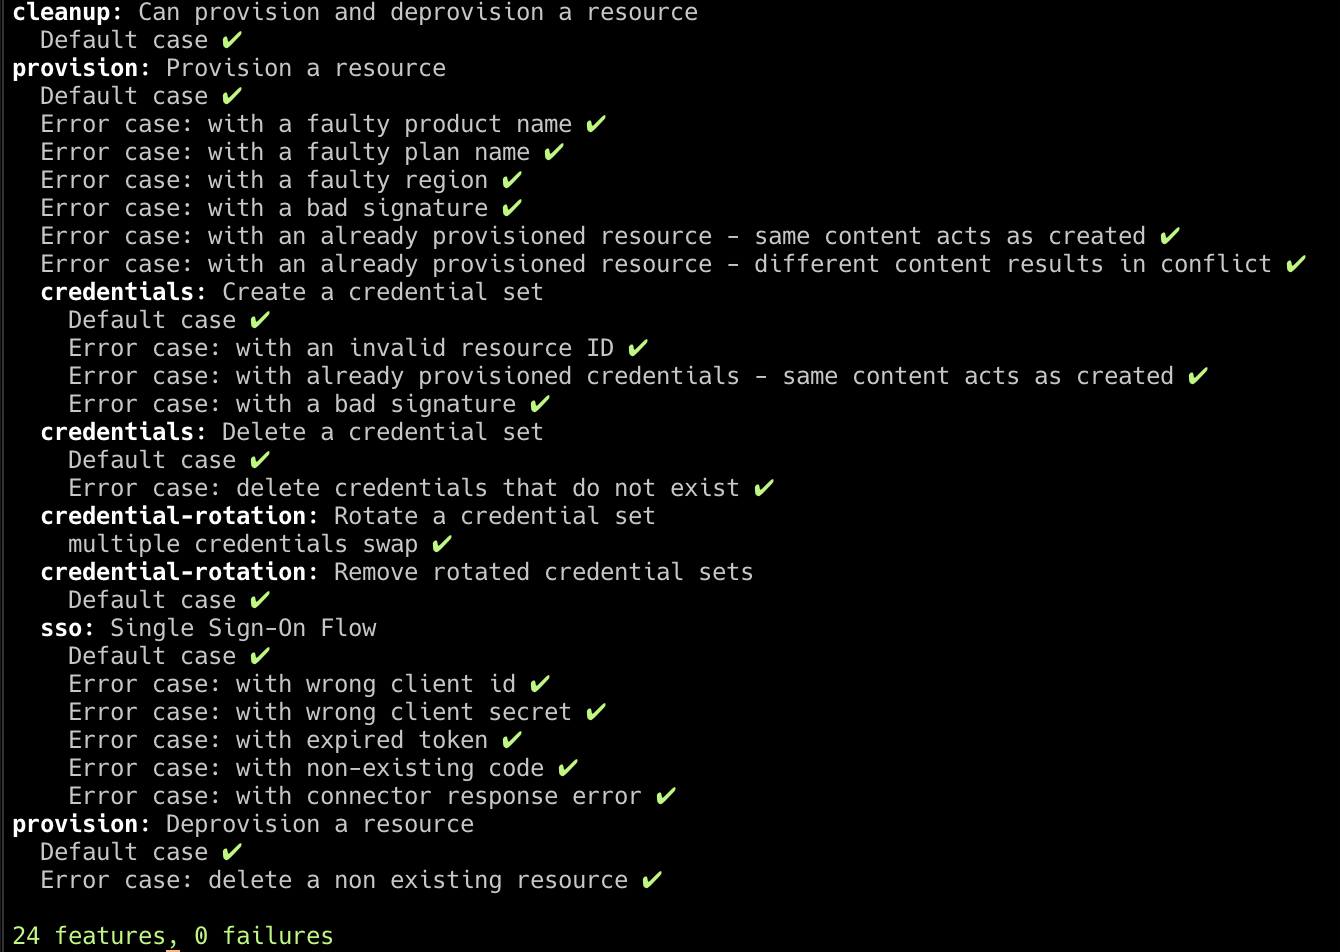 cleanup: Can provision and deprovision a resource
Default case ✔
provision: Provision a resource
Default case ✔
Error case: with a faulty product name ✔
Error case: with a faulty plan name ✔
Error case: with a faulty region ✔
Error case: with a bad signature ✔
Error case: with an already provisioned resource - same content acts as created ✔
Error case: with an already provisioned resource - different content results in conflict ✔
credentials: Create a credential set
Default case ✔
Error case: with an invalid resource ID ✔
Error case: with already provisioned credentials - same content acts as created ✔
Error case: with a bad signature ✔
credentials: Delete a credential set
Default case ✔
Error case: delete credentials that do not exist ✔
credential-rotation: Rotate a credential set
multiple credentials swap ✔
credential-rotation: Remove rotated credential sets
Default case ✔
sso: Single Sign-On Flow
Default case ✔
Error case: with wrong client id ✔
Error case: with wrong client secret ✔
Error case: with expired token ✔
Error case: with non-existing code ✔
Error case: with connector response error ✔
provision: Deprovision a resource
Default case ✔
Error case: delete a non existing resource ✔
24 features, 0 failures